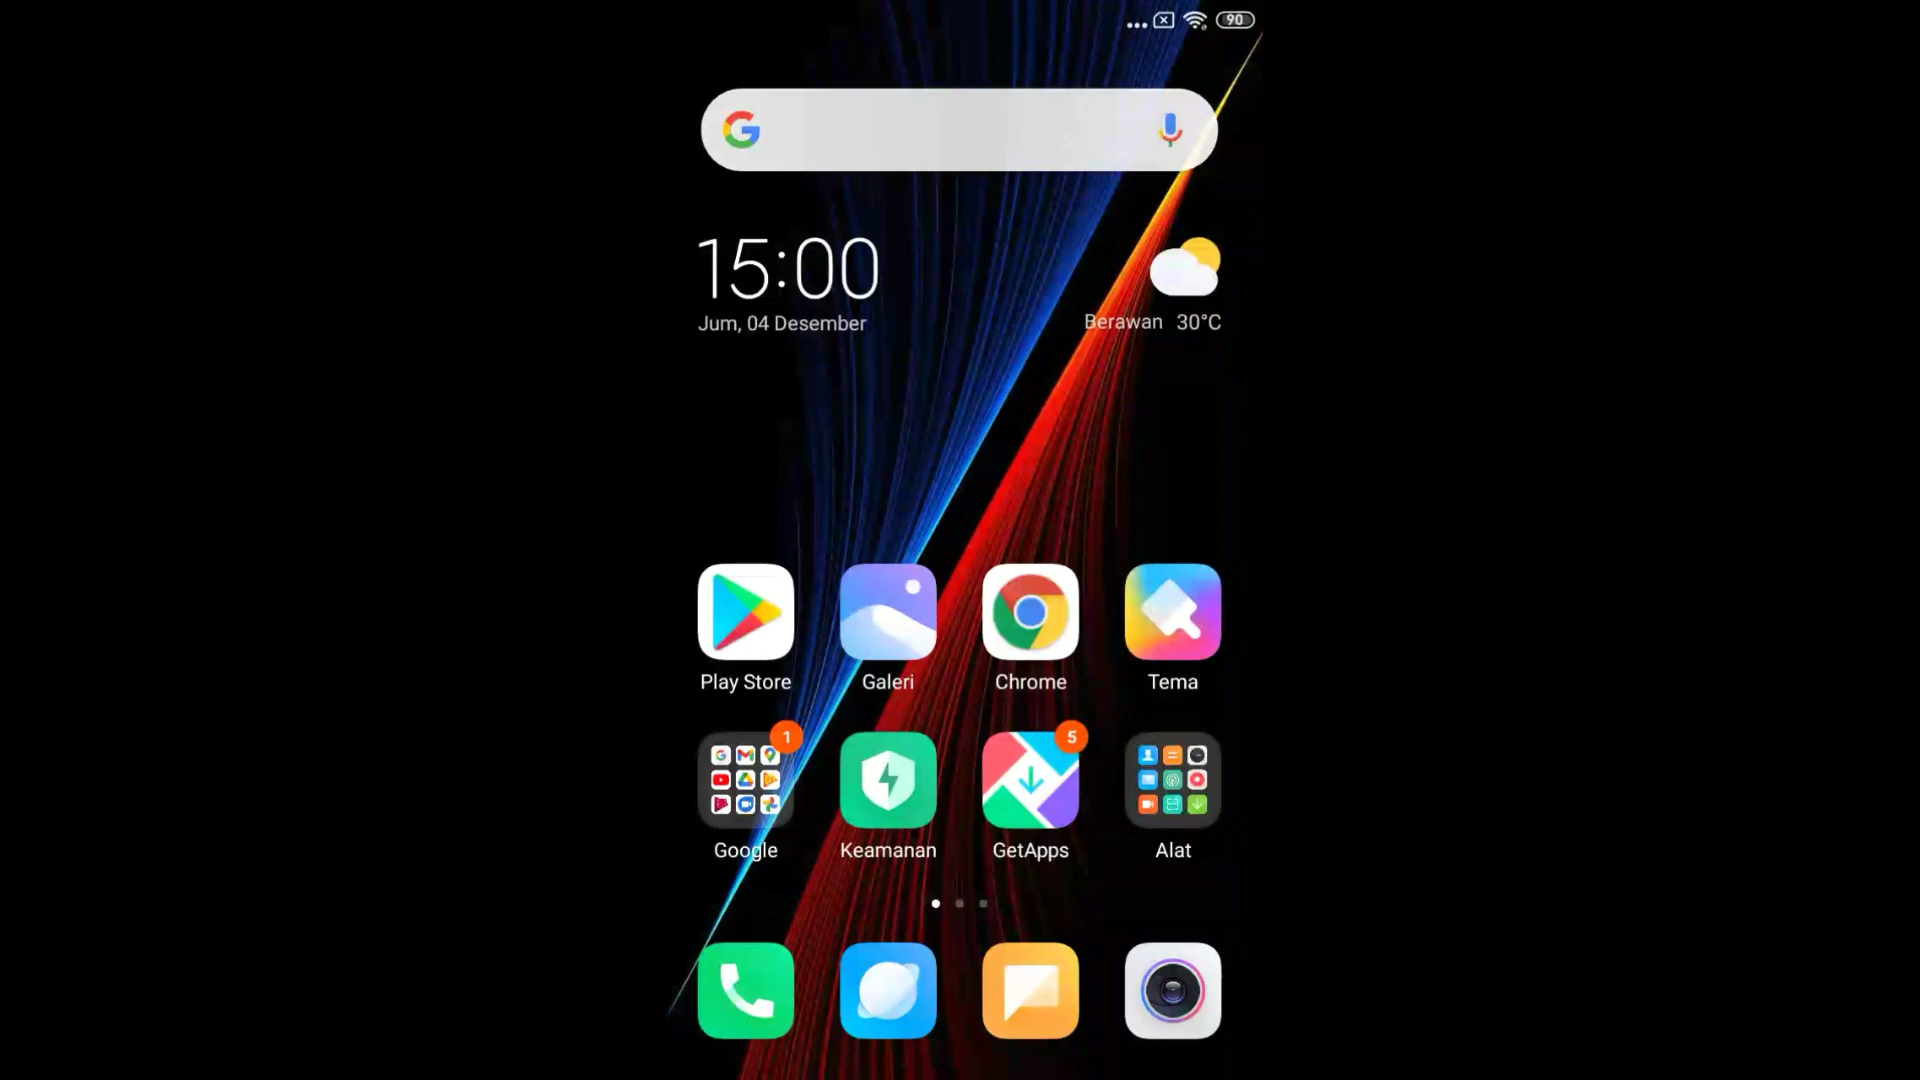 90
15:00
Jum, 04 Desember
Berawan 30°C
Play Store
Galeri
Chrome
Tema
1
5
Google
Keamanan
GetApps
Alat